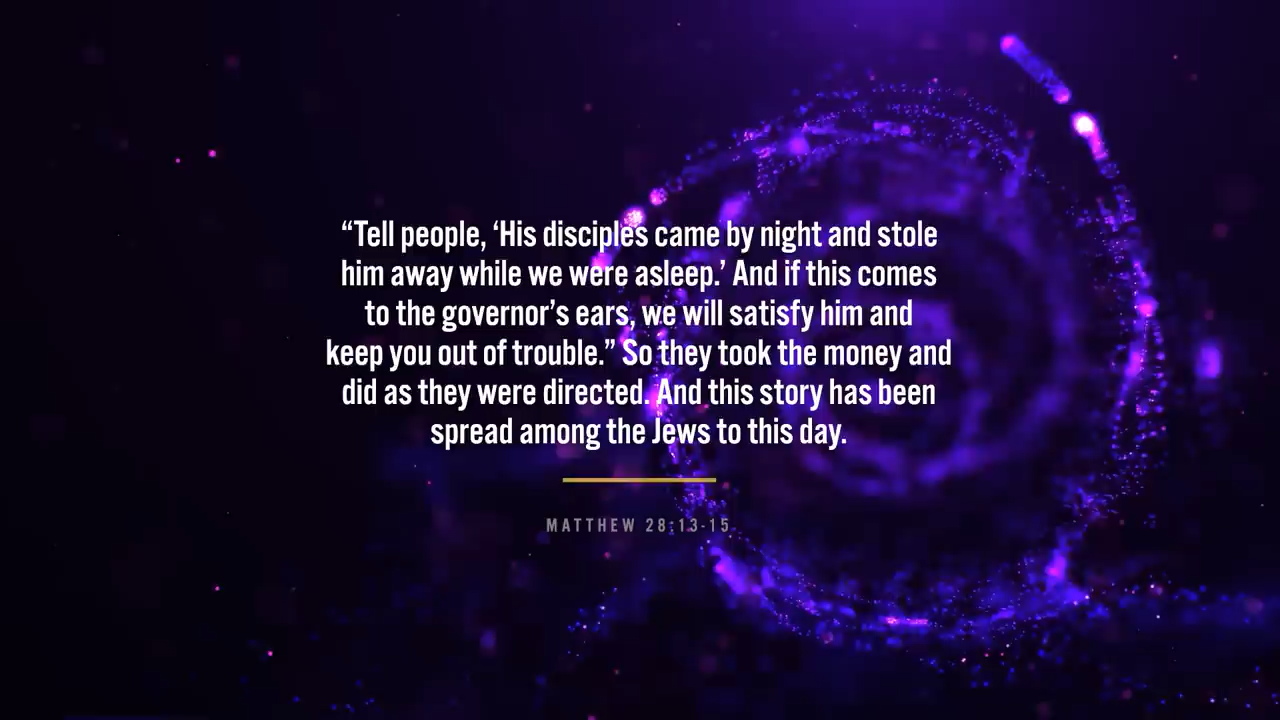 “Tell people, ‘His disciples came by night and stole
him away while we were asleep.’ And if this comes
to the governor’s ears, we will satisfy him and
keep you out of trouble.” So they took the money and
did as they were directed. And this story has been
spread among the Jews to this day.
MATTHEW 28:13-15